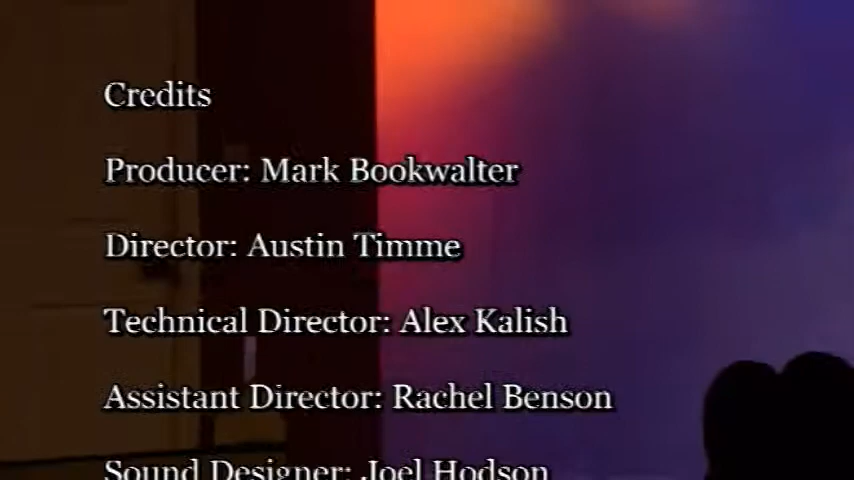 Credits
Producer: Mark Bookwalter
Director: Austin Timme
Technical Director: Alex Kalish
Assistant Director: Rachel Benson
Sound Designer: Joel Hodson